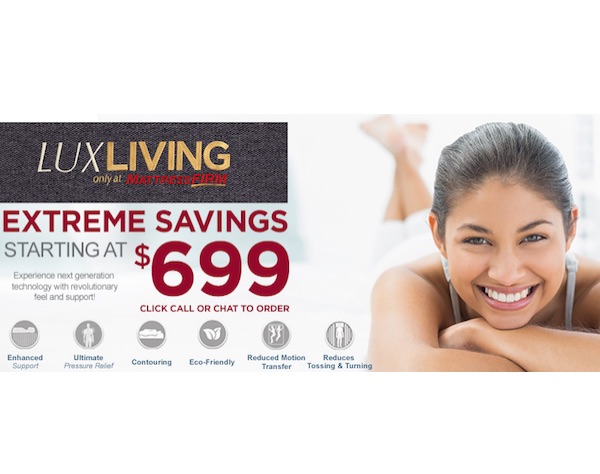 LUXLIVING
only at MATTRESSFIRM
EXTREME SAVINGS
STARTING AT $699
Experience next generation
technology with revolutionary
feel and support!
CLICK CALL OR CHAT TO ORDER
Enhanced
Support
Ultimate
Pressure Relief
Contouring
Eco-Friendly
Reduced Motion
Transfer
Reduces
Tossing & Turning